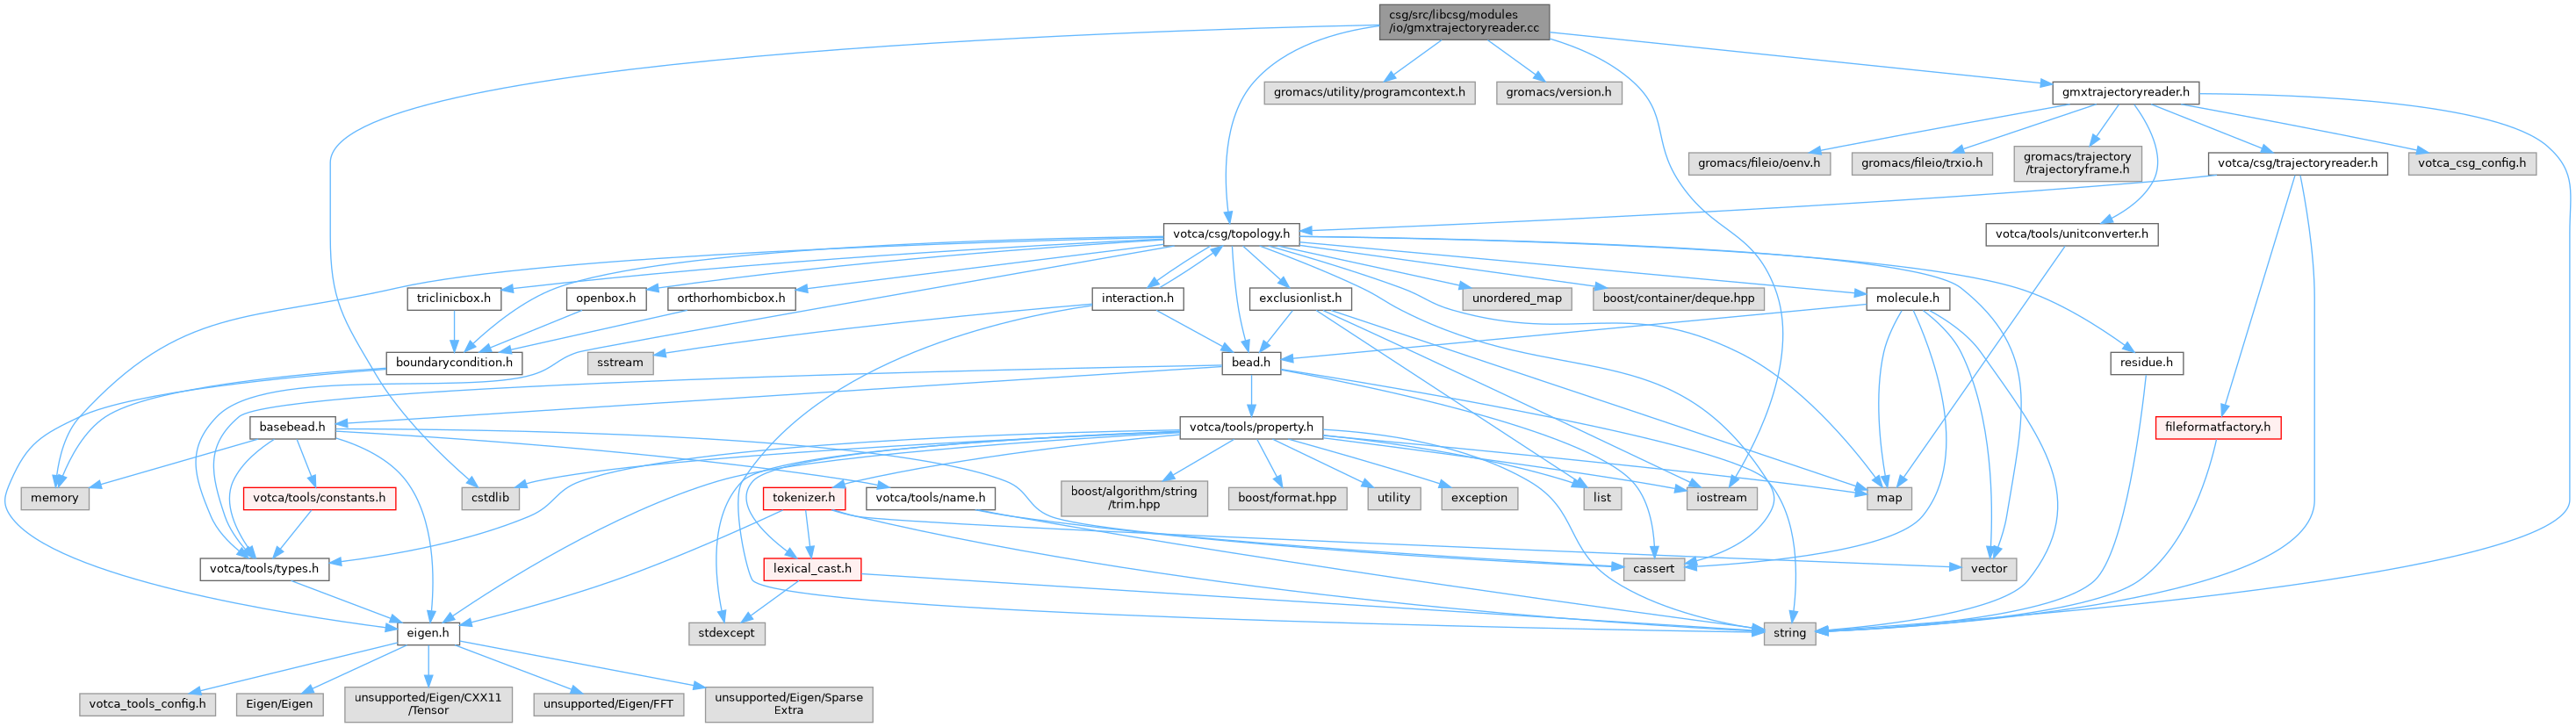 csg/src/libcsg/modules
/io/gmxtrajectoryreader.cc
gromacs/utility/programcontext.h
gromacs/version.h
gmxtrajectoryreader.h
gromacs/fileio/oenv.h
gromacs/fileio/trxio.h
gromacs/trajectory
/trajectoryframe.h
votca/csg/trajectoryreader.h
votca_csg_config.h
votca/csg/topology.h
votca/tools/unitconverter.h
triclinicbox.h
openbox.h
orthorhombicbox.h
interaction.h
exclusionlist.h
unordered_map
boost/container/deque.hpp
molecule.h
boundarycondition.h
sstream
bead.h
residue.h
basebead.h
votca/tools/property.h
fileformatfactory.h
memory
votca/tools/constants.h
cstdlib
tokenizer.h
votca/tools/name.h
boost/algorithm/string
/trim.hpp
boost/format.hpp
utility
exception
list
iostream
map
votca/tools/types.h
lexical_cast.h
cassert
vector
eigen.h
stdexcept
string
votca_tools_config.h
Eigen/Eigen
unsupported/Eigen/CXX11
/Tensor
unsupported/Eigen/FFT
unsupported/Eigen/Sparse
Extra